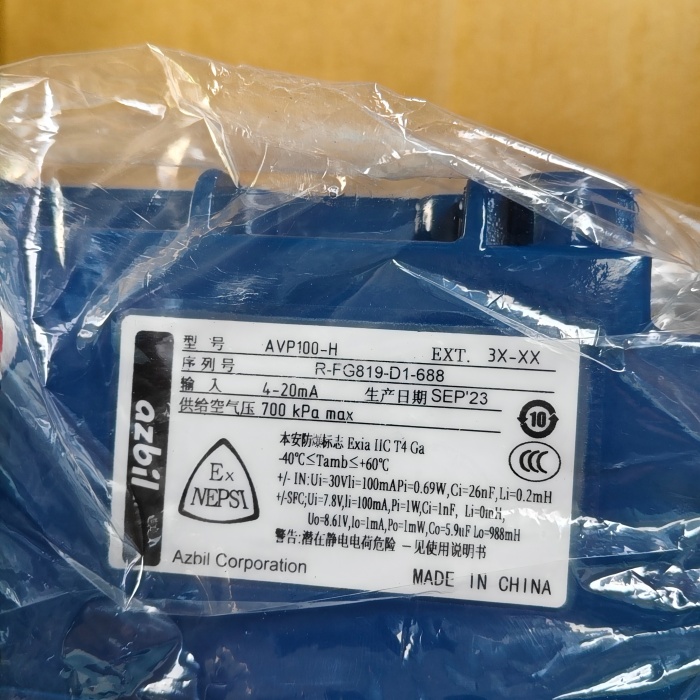 azbil
型 号 AVP100-H EXT. 3X-XX
序 列 号 R-FG819-D1-688
输 入 4-20mA 生产日期 SEP'23
供给空气压 700 kPa max
10
CCC
Ex
NEPSI
本安防爆标志 Exia IIC T4 Ga
-40℃≤Tamb≤+60℃
+/- IN:Ui=30VIi=100mAPi=0.69W,Ci=26nF,Li=0.2mH
+/-SFC;Ui=7.8V,Ii=100mA,Pi=1W,Ci=1nF, Li=0mH,
Uo=8.61V,Io=1mA,Po=1mW,Co=5.9uF Lo=988mH
警告:潜在静电电荷危险 一见使用说明书
Azbil Corporation
MADE IN CHINA